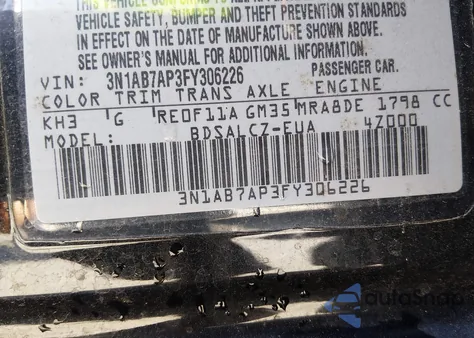 VEHICLE SAFETY, BUMPER AND THEFT PREVENTION STANDARDS
IN EFFECT ON THE DATE OF MANUFACTURE SHOWN ABOVE.
SEE OWNER'S MANUAL FOR ADDITIONAL INFORMATION.
VIN: 3N1AB7AP3FY306226 PASSENGER CAR.
COLOR TRIM TRANS AXLE ENGINE
KH3 G RE0F11A GM35 MRA8DE 1798 CC
BDSALCZ-EUA 4Z000
3N1AB7AP3FY306226
autoSnap